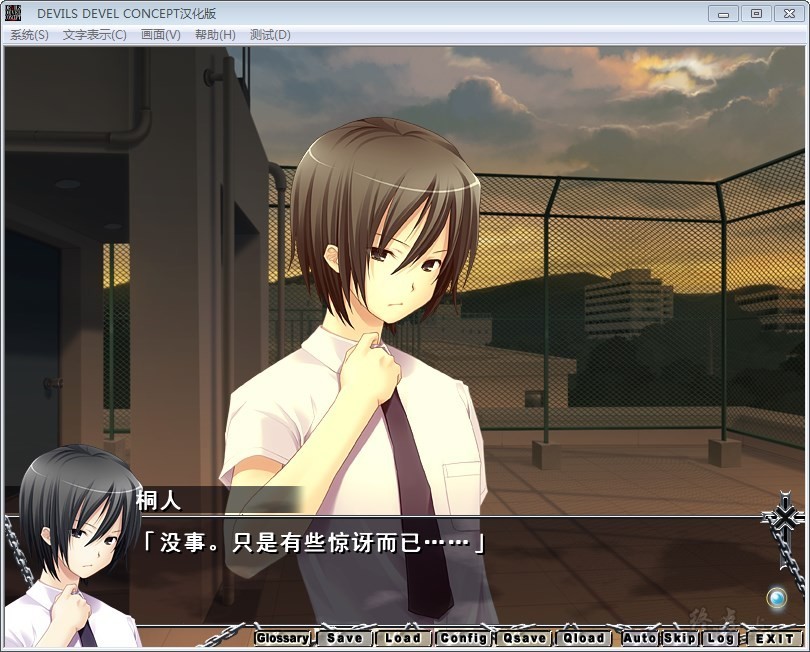 DEVILS DEVEL CONCEPT汉化版
系统(S) 文字表示(C) 画面(V) 帮助(H) 测试(D)
桐人
「没事。只是有些惊讶而已……」
Glossary Save Load Config Qsave Qload Auto Skip Log EXIT